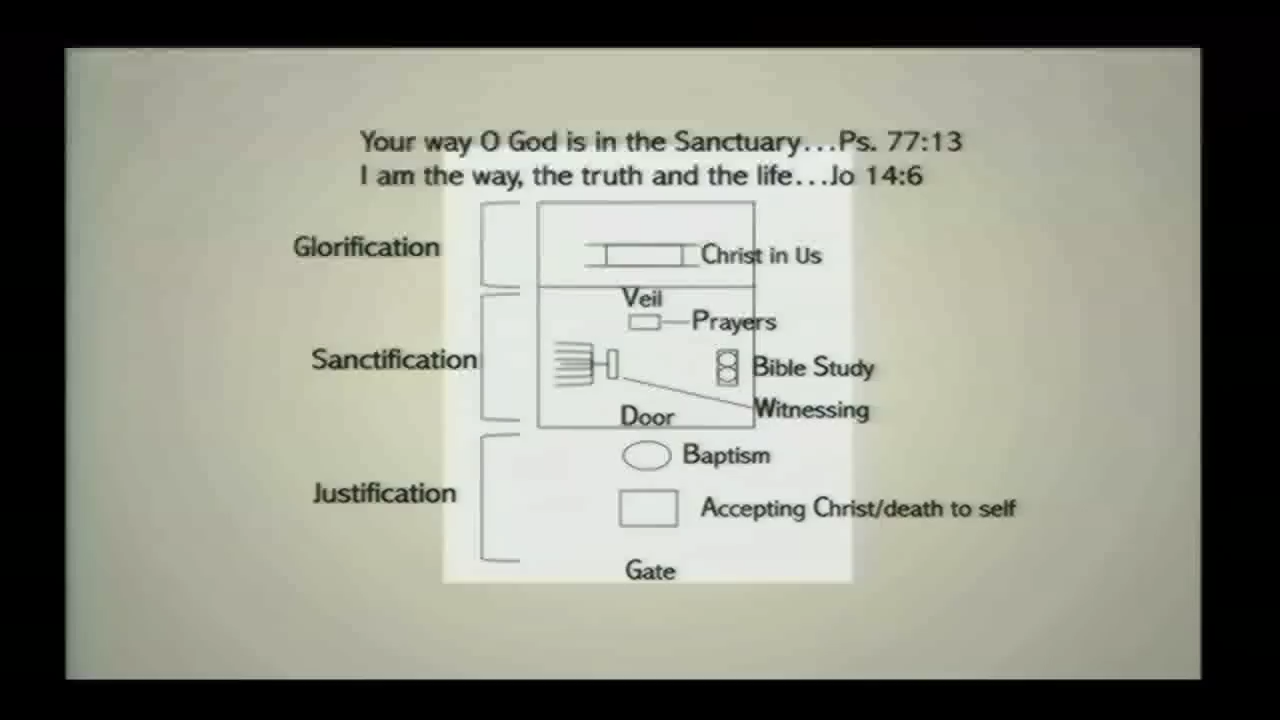 Your way O God is in the Sanctuary...Ps. 77:13
I am the way, the truth and the life...Jo 14:6
Glorification
Christ in Us
Veil
Prayers
Sanctification
Bible Study
Witnessing
Door
Baptism
Justification
Accepting Christ/death to self
Gate